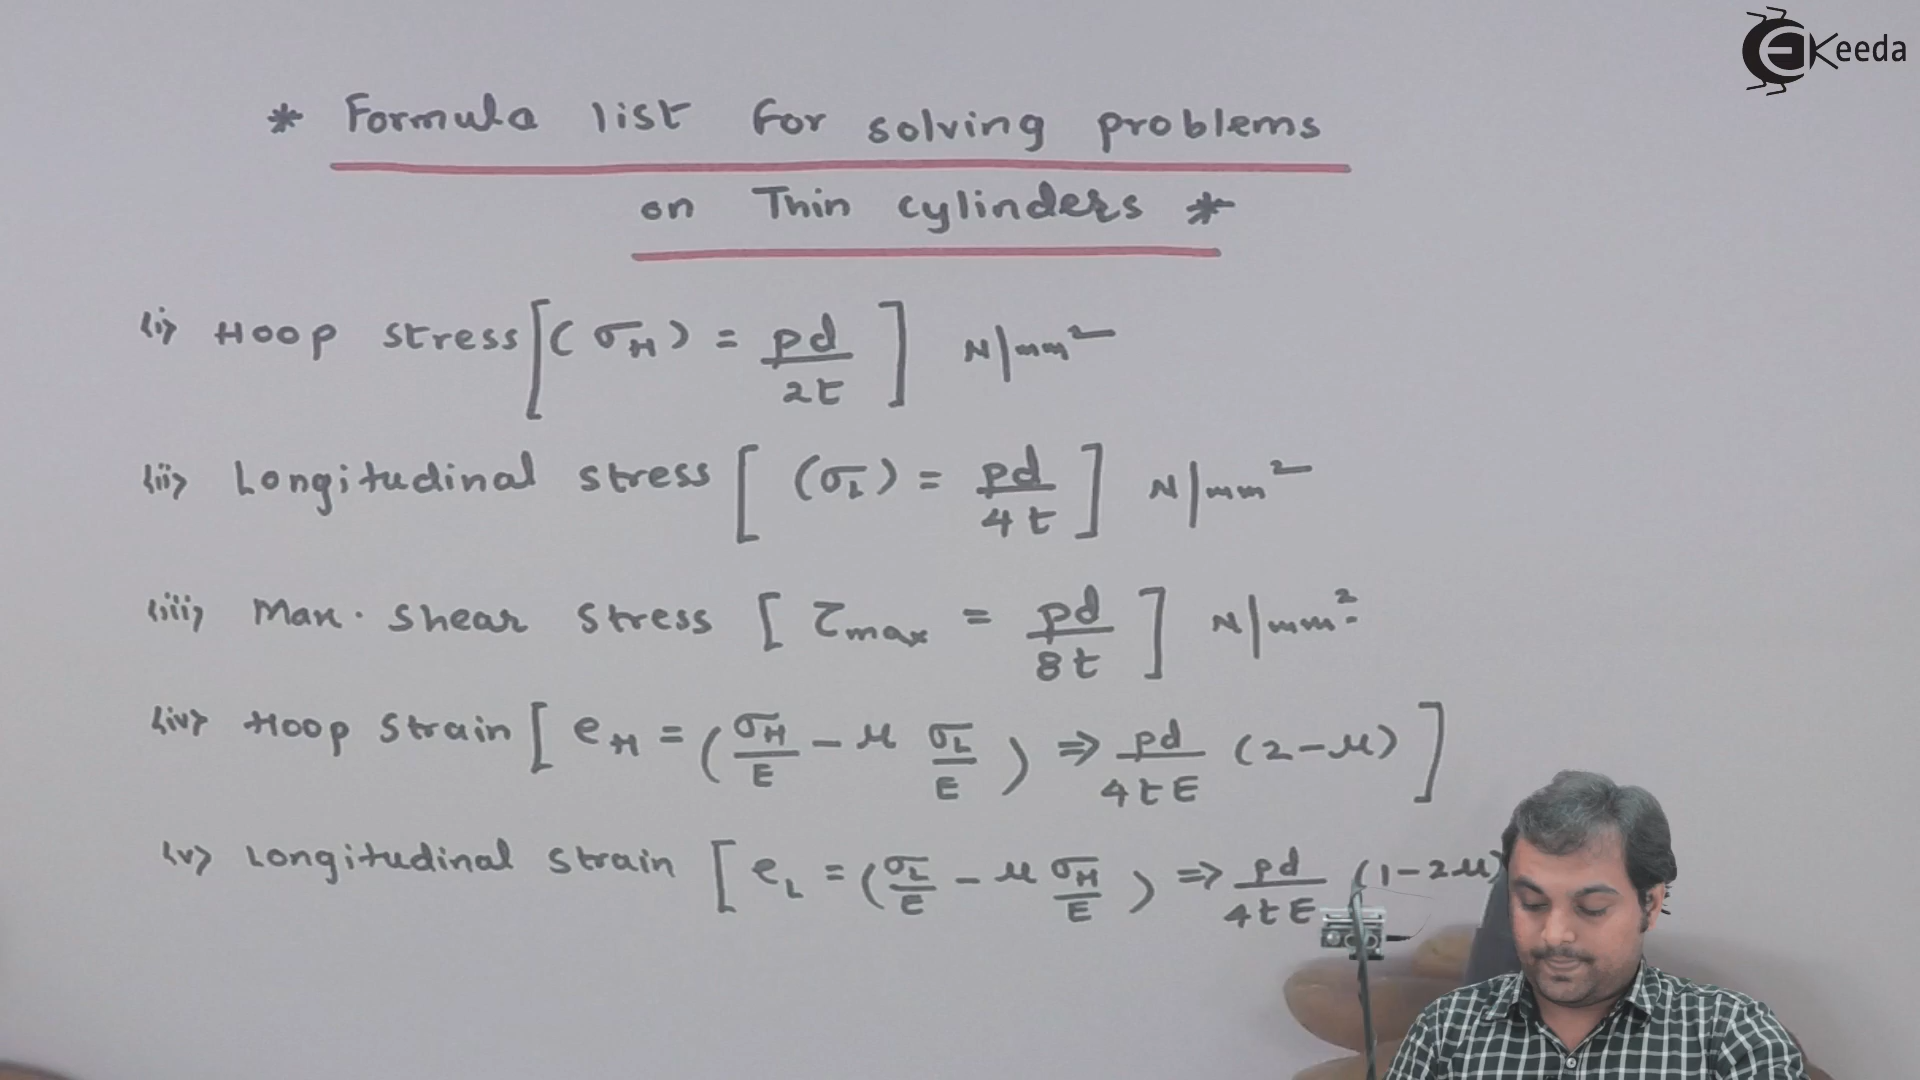 EKeeda
* Formula list for solving problems
on Thin cylinders *
(i) Hoop stress [(σH) = pd/2t] N/mm²
(ii) Longitudinal stress [(σL) = pd/4t] N/mm²
(iii) Max. shear stress [τmax = pd/8t] N/mm²
(iv) Hoop strain [eH = (σH/E - μ σL/E) ⇒ pd/4tE (2-μ)]
(v) Longitudinal strain [eL = (σL/E - μ σH/E) ⇒ pd/4tE (1-2μ)